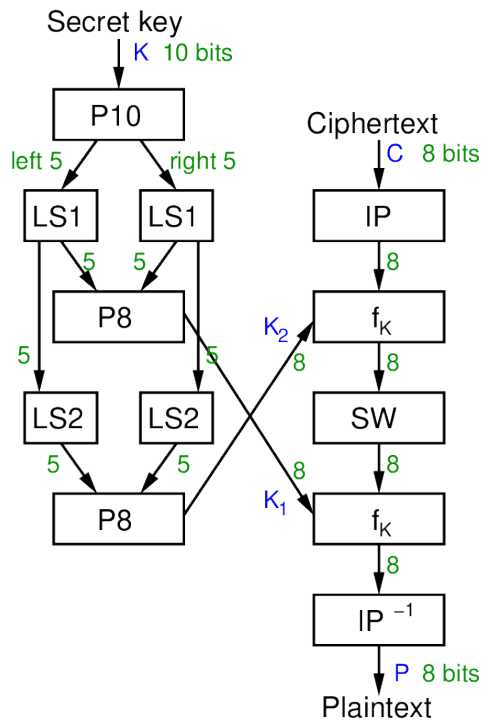 Secret key
K 10 bits
P10
left 5
right 5
LS1
LS1
5
5
P8
5
5
LS2
LS2
5
5
P8
Ciphertext
C 8 bits
IP
8
K2
8
fK
8
SW
8
8
K1
fK
8
IP -1
P 8 bits
Plaintext